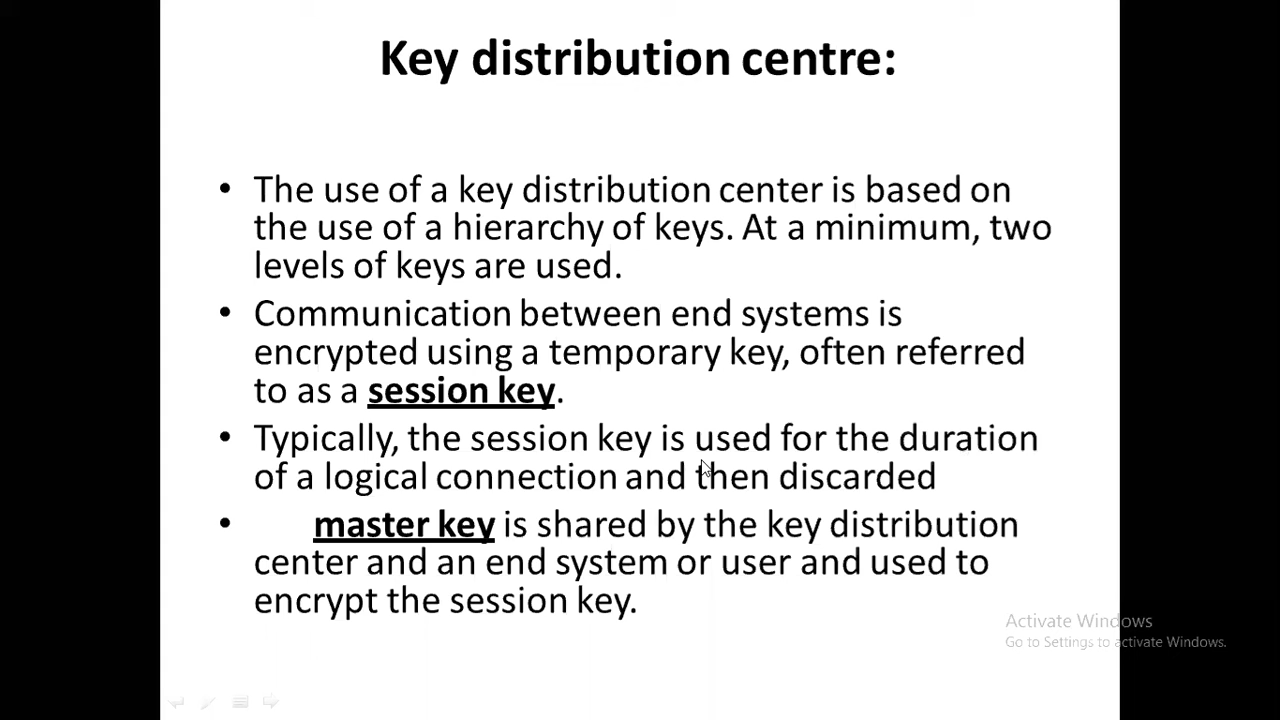 Key distribution centre:
• The use of a key distribution center is based on
the use of a hierarchy of keys. At a minimum, two
levels of keys are used.
• Communication between end systems is
encrypted using a temporary key, often referred
to as a session key.
• Typically, the session key is used for the duration
of a logical connection and then discarded
• master key is shared by the key distribution
center and an end system or user and used to
encrypt the session key.
Activate Windows
Go to Settings to activate Windows.